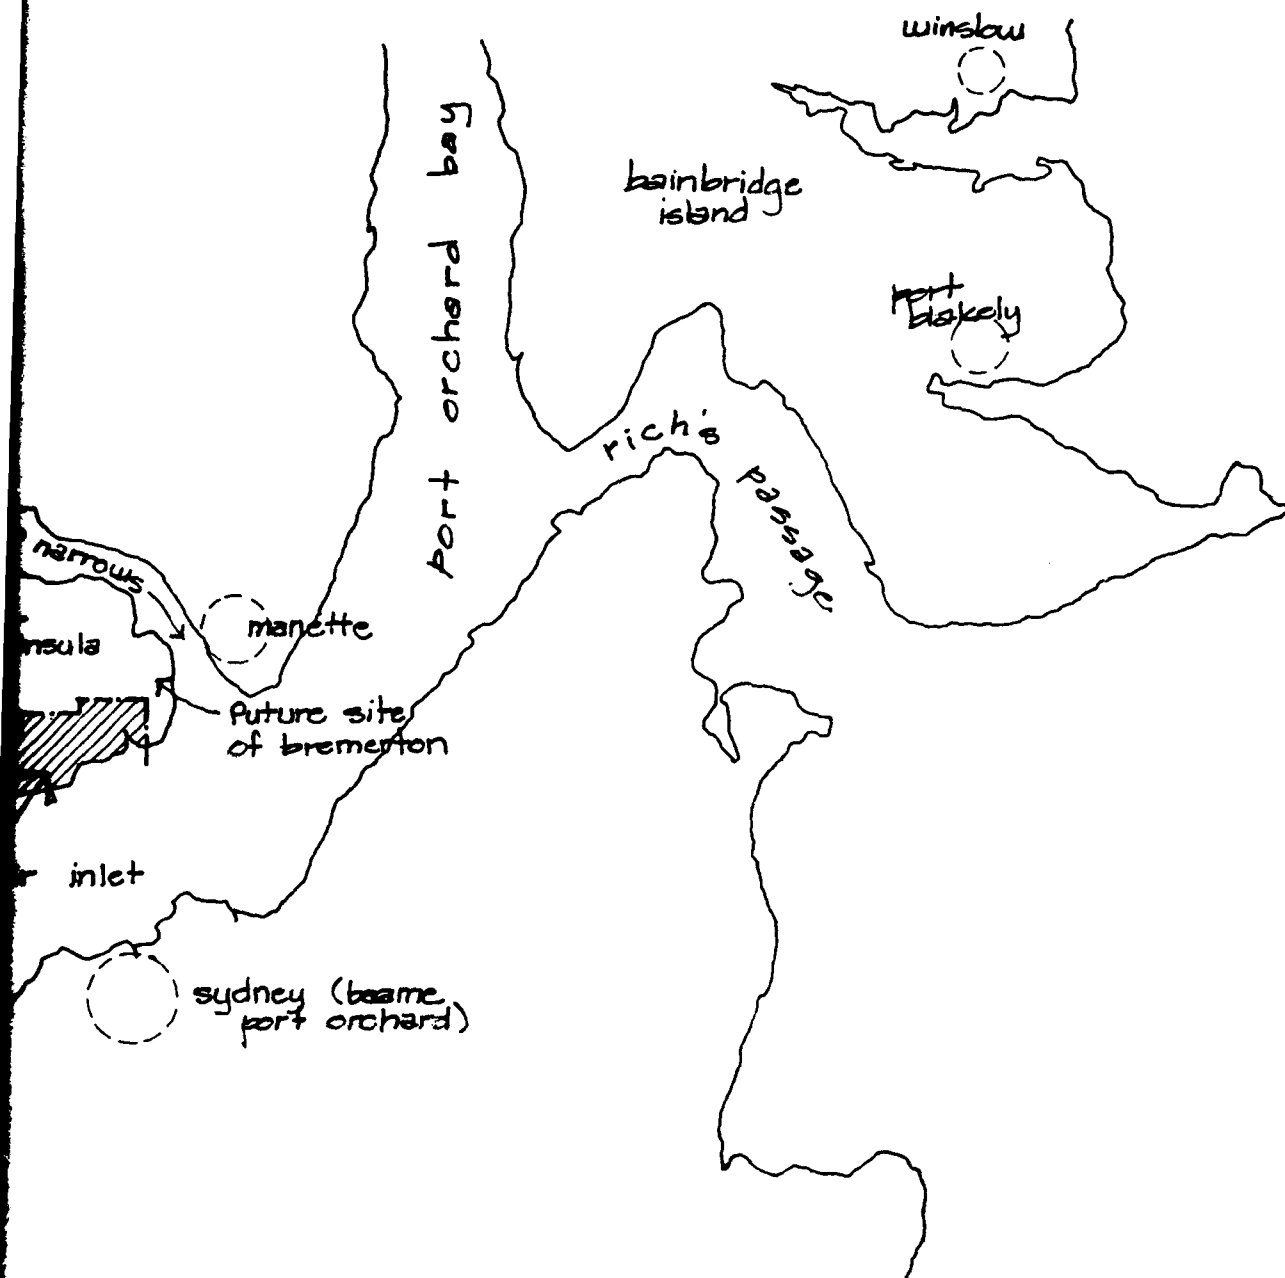 winslow
bainbridge
island
port
blakely
port orchard bay
rich's passage
narrows
manette
nsula
future site
of bremerton
r inlet
sydney (became
port orchard)